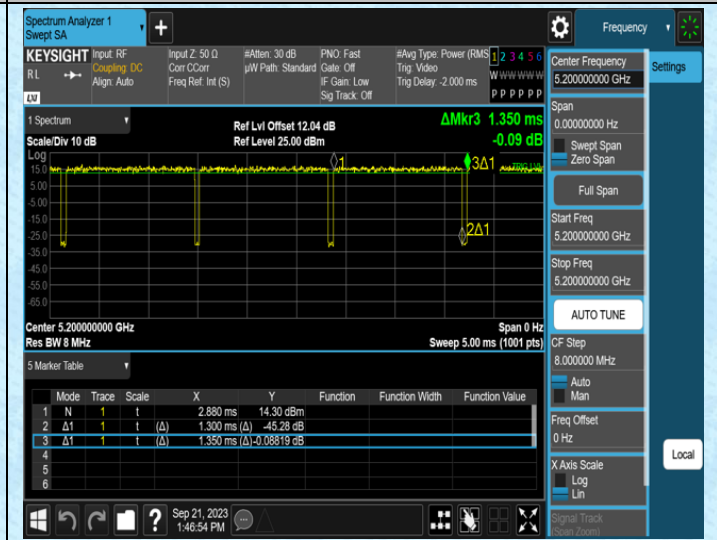 Spectrum Analyzer 1
Swept SA
+
Frequency
KEYSIGHT
RL
LXI
Input: RF
Coupling: DC
Align: Auto
Input Z: 50 Ω
Corr CCorr
Freq Ref: Int (S)
#Atten: 30 dB
µW Path: Standard
PNO: Fast
Gate: Off
IF Gain: Low
Sig Track: Off
#Avg Type: Power (RMS
Trig: Video
Trig Delay: -2.000 ms
1 2 3 4 5 6
W W W W W W
P P P P P P
1 Spectrum
Scale/Div 10 dB
Ref Lvl Offset 12.04 dB
Ref Level 25.00 dBm
ΔMkr3 1.350 ms
-0.09 dB
Log
15.0
5.00
-5.00
-15.0
-25.0
-35.0
-45.0
-55.0
-65.0
1
3Δ1
TRIG LVL
2Δ1
Center 5.200000000 GHz
Res BW 8 MHz
Span 0 Hz
Sweep 5.00 ms (1001 pts)
5 Marker Table
Mode Trace Scale X Y Function Function Width Function Value
1 N 1 t 2.880 ms 14.30 dBm
2 Δ1 1 t (Δ) 1.300 ms (Δ) -45.28 dB
3 Δ1 1 t (Δ) 1.350 ms (Δ) -0.08819 dB
4
5
6
?
Sep 21, 2023
1:46:54 PM
Center Frequency
5.200000000 GHz
Span
0.00000000 Hz
Swept Span
Zero Span
Full Span
Start Freq
5.200000000 GHz
Stop Freq
5.200000000 GHz
AUTO TUNE
CF Step
8.000000 MHz
Auto
Man
Freq Offset
0 Hz
X Axis Scale
Log
Lin
Signal Track
(Span Zoom)
Settings
Local